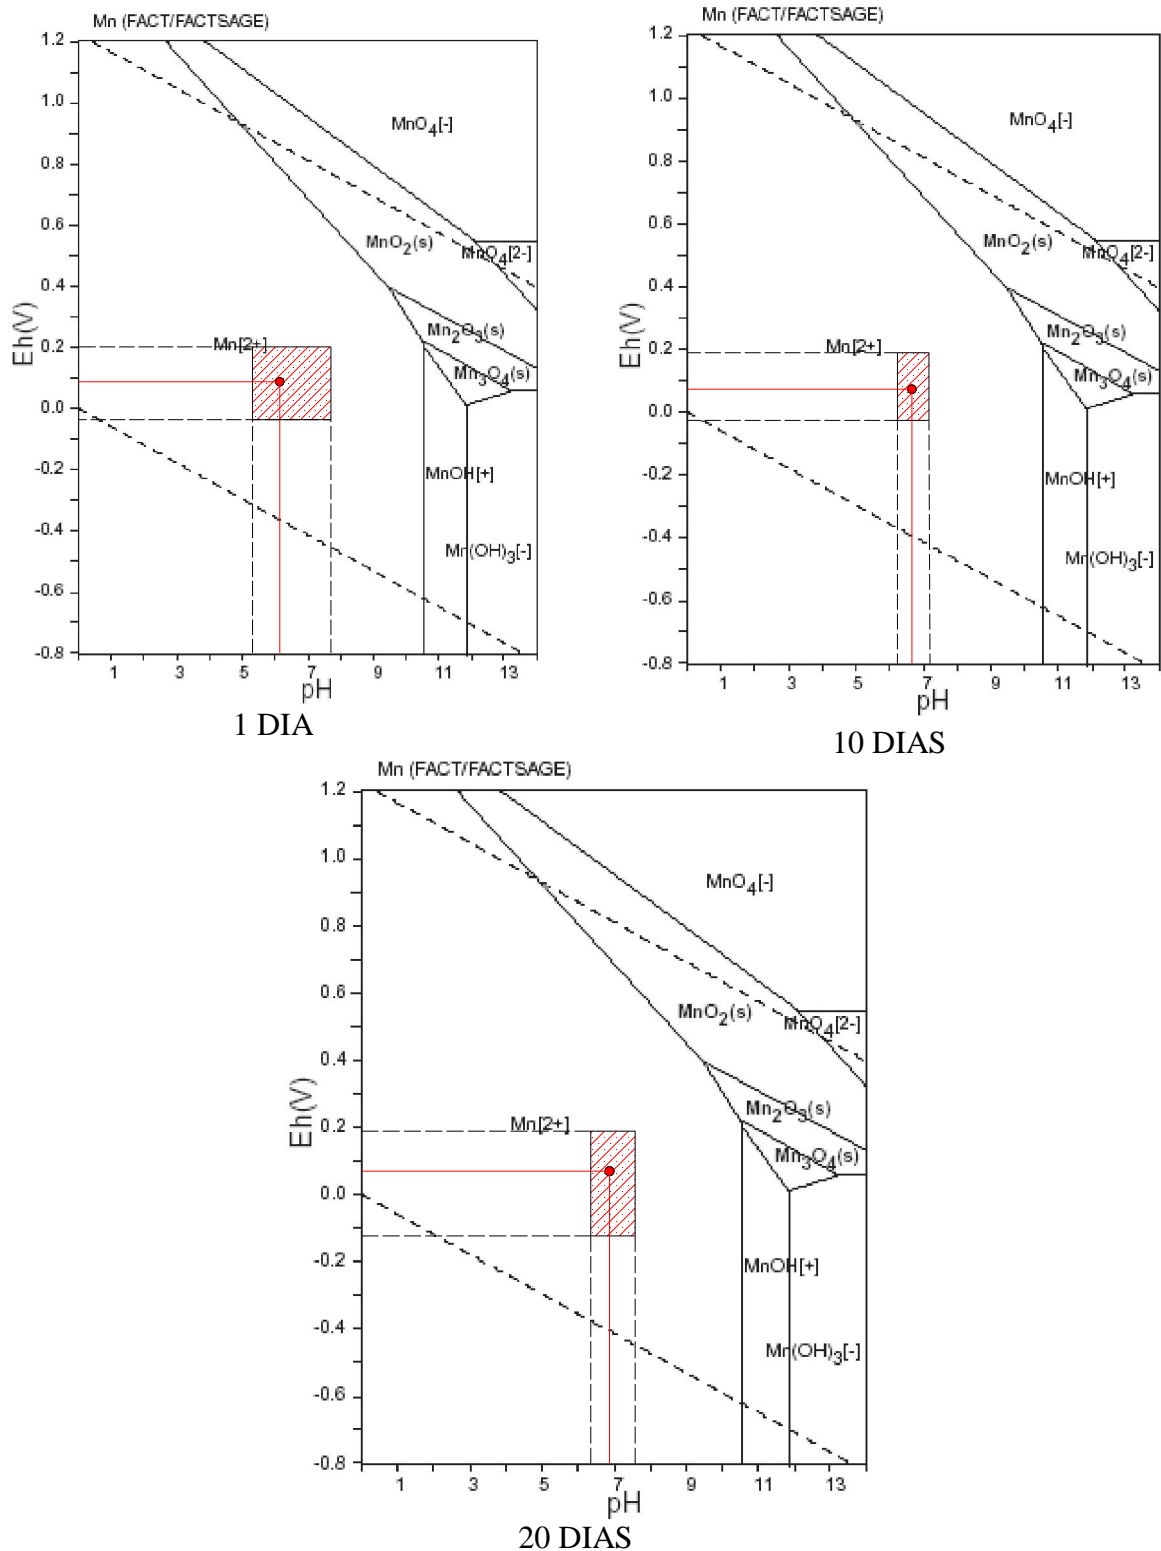 Mn (FACT/FACTSAGE)
1.2
1.0
0.8
0.6
0.4
0.2
0.0
-0.2
-0.4
-0.6
-0.8
Eh(V)
MnO4[-]
MnO2(s)
MnO4[2-]
Mn2O3(s)
Mn[2+]
Mn3O4(s)
MnOH[+]
Mn(OH)3[-]
1 3 5 7 9 11 13
pH
1 DIA
Mn (FACT/FACTSAGE)
1.2
1.0
0.8
0.6
0.4
0.2
0.0
-0.2
-0.4
-0.6
-0.8
Eh(V)
MnO4[-]
MnO2(s)
MnO4[2-]
Mn2O3(s)
Mn[2+]
Mn3O4(s)
MnOH[+]
Mn(OH)3[-]
1 3 5 7 9 11 13
pH
10 DIAS
Mn (FACT/FACTSAGE)
1.2
1.0
0.8
0.6
0.4
0.2
0.0
-0.2
-0.4
-0.6
-0.8
Eh(V)
MnO4[-]
MnO2(s)
MnO4[2-]
Mn2O3(s)
Mn[2+]
Mn3O4(s)
MnOH[+]
Mn(OH)3[-]
1 3 5 7 9 11 13
pH
20 DIAS